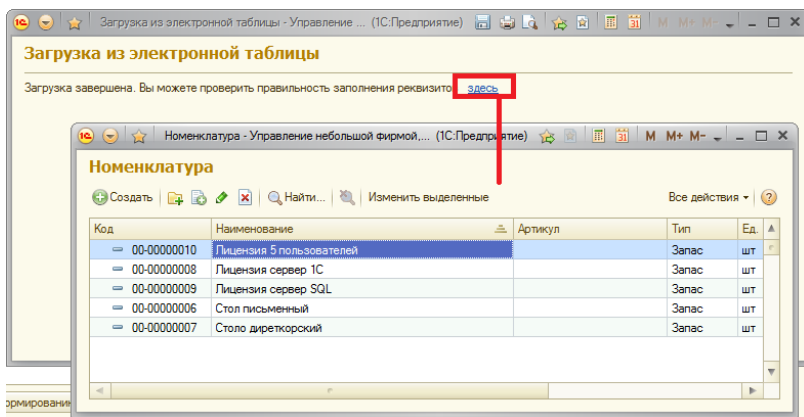 Загрузка из электронной таблицы - Управление ... (1С:Предприятие) M M+ M-
Загрузка из электронной таблицы
Загрузка завершена. Вы можете проверить правильность заполнения реквизито здесь
Номенклатура - Управление небольшой фирмой,... (1С:Предприятие) M M+ M-
Номенклатура
Создать Найти... Изменить выделенные Все действия
Код Наименование Артикул Тип Ед.
00-00000010 Лицензия 5 пользователей Запас шт
00-00000008 Лицензия сервер 1С Запас шт
00-00000009 Лицензия сервер SQL Запас шт
00-00000006 Стол письменный Запас шт
00-00000007 Столо диреткорский Запас шт
ормировани